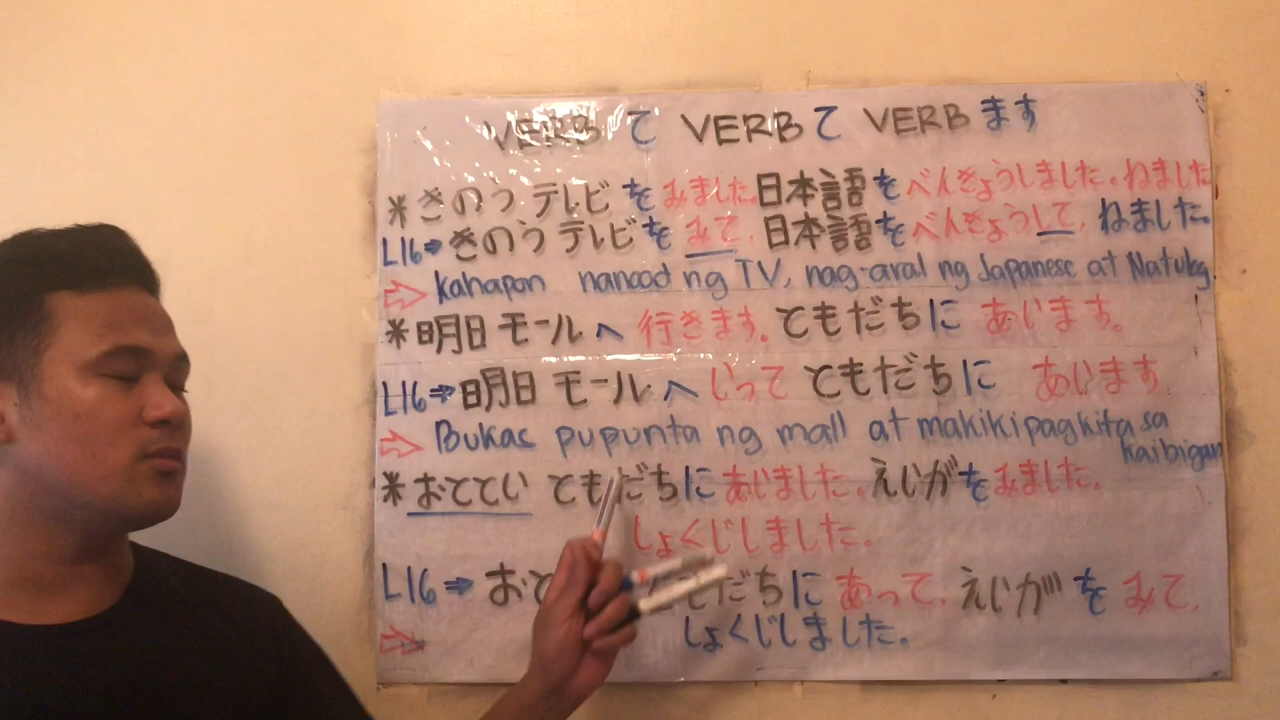 VERB て VERB て VERB ます
* きのう テレビ を みました。日本語 を べんきょうしました。ねました
L16⇒ きのう テレビ を みて、日本語 を べんきょうして、ねました。
⇨ Kahapon nanood ng TV, nag-aral ng Japanese at Natulog.
* 明日 モール へ 行きます。ともだち に あいます。
L16⇒ 明日 モール へ いって ともだち に あいます。
⇨ Bukas pupunta ng mall at makikipagkita sa kaibigan
* おととい ともだち に あいました。えいが を みました。
しょくじしました。
L16⇒ おと ともだち に あって、えいが を みて、
⇨ しょくじしました。